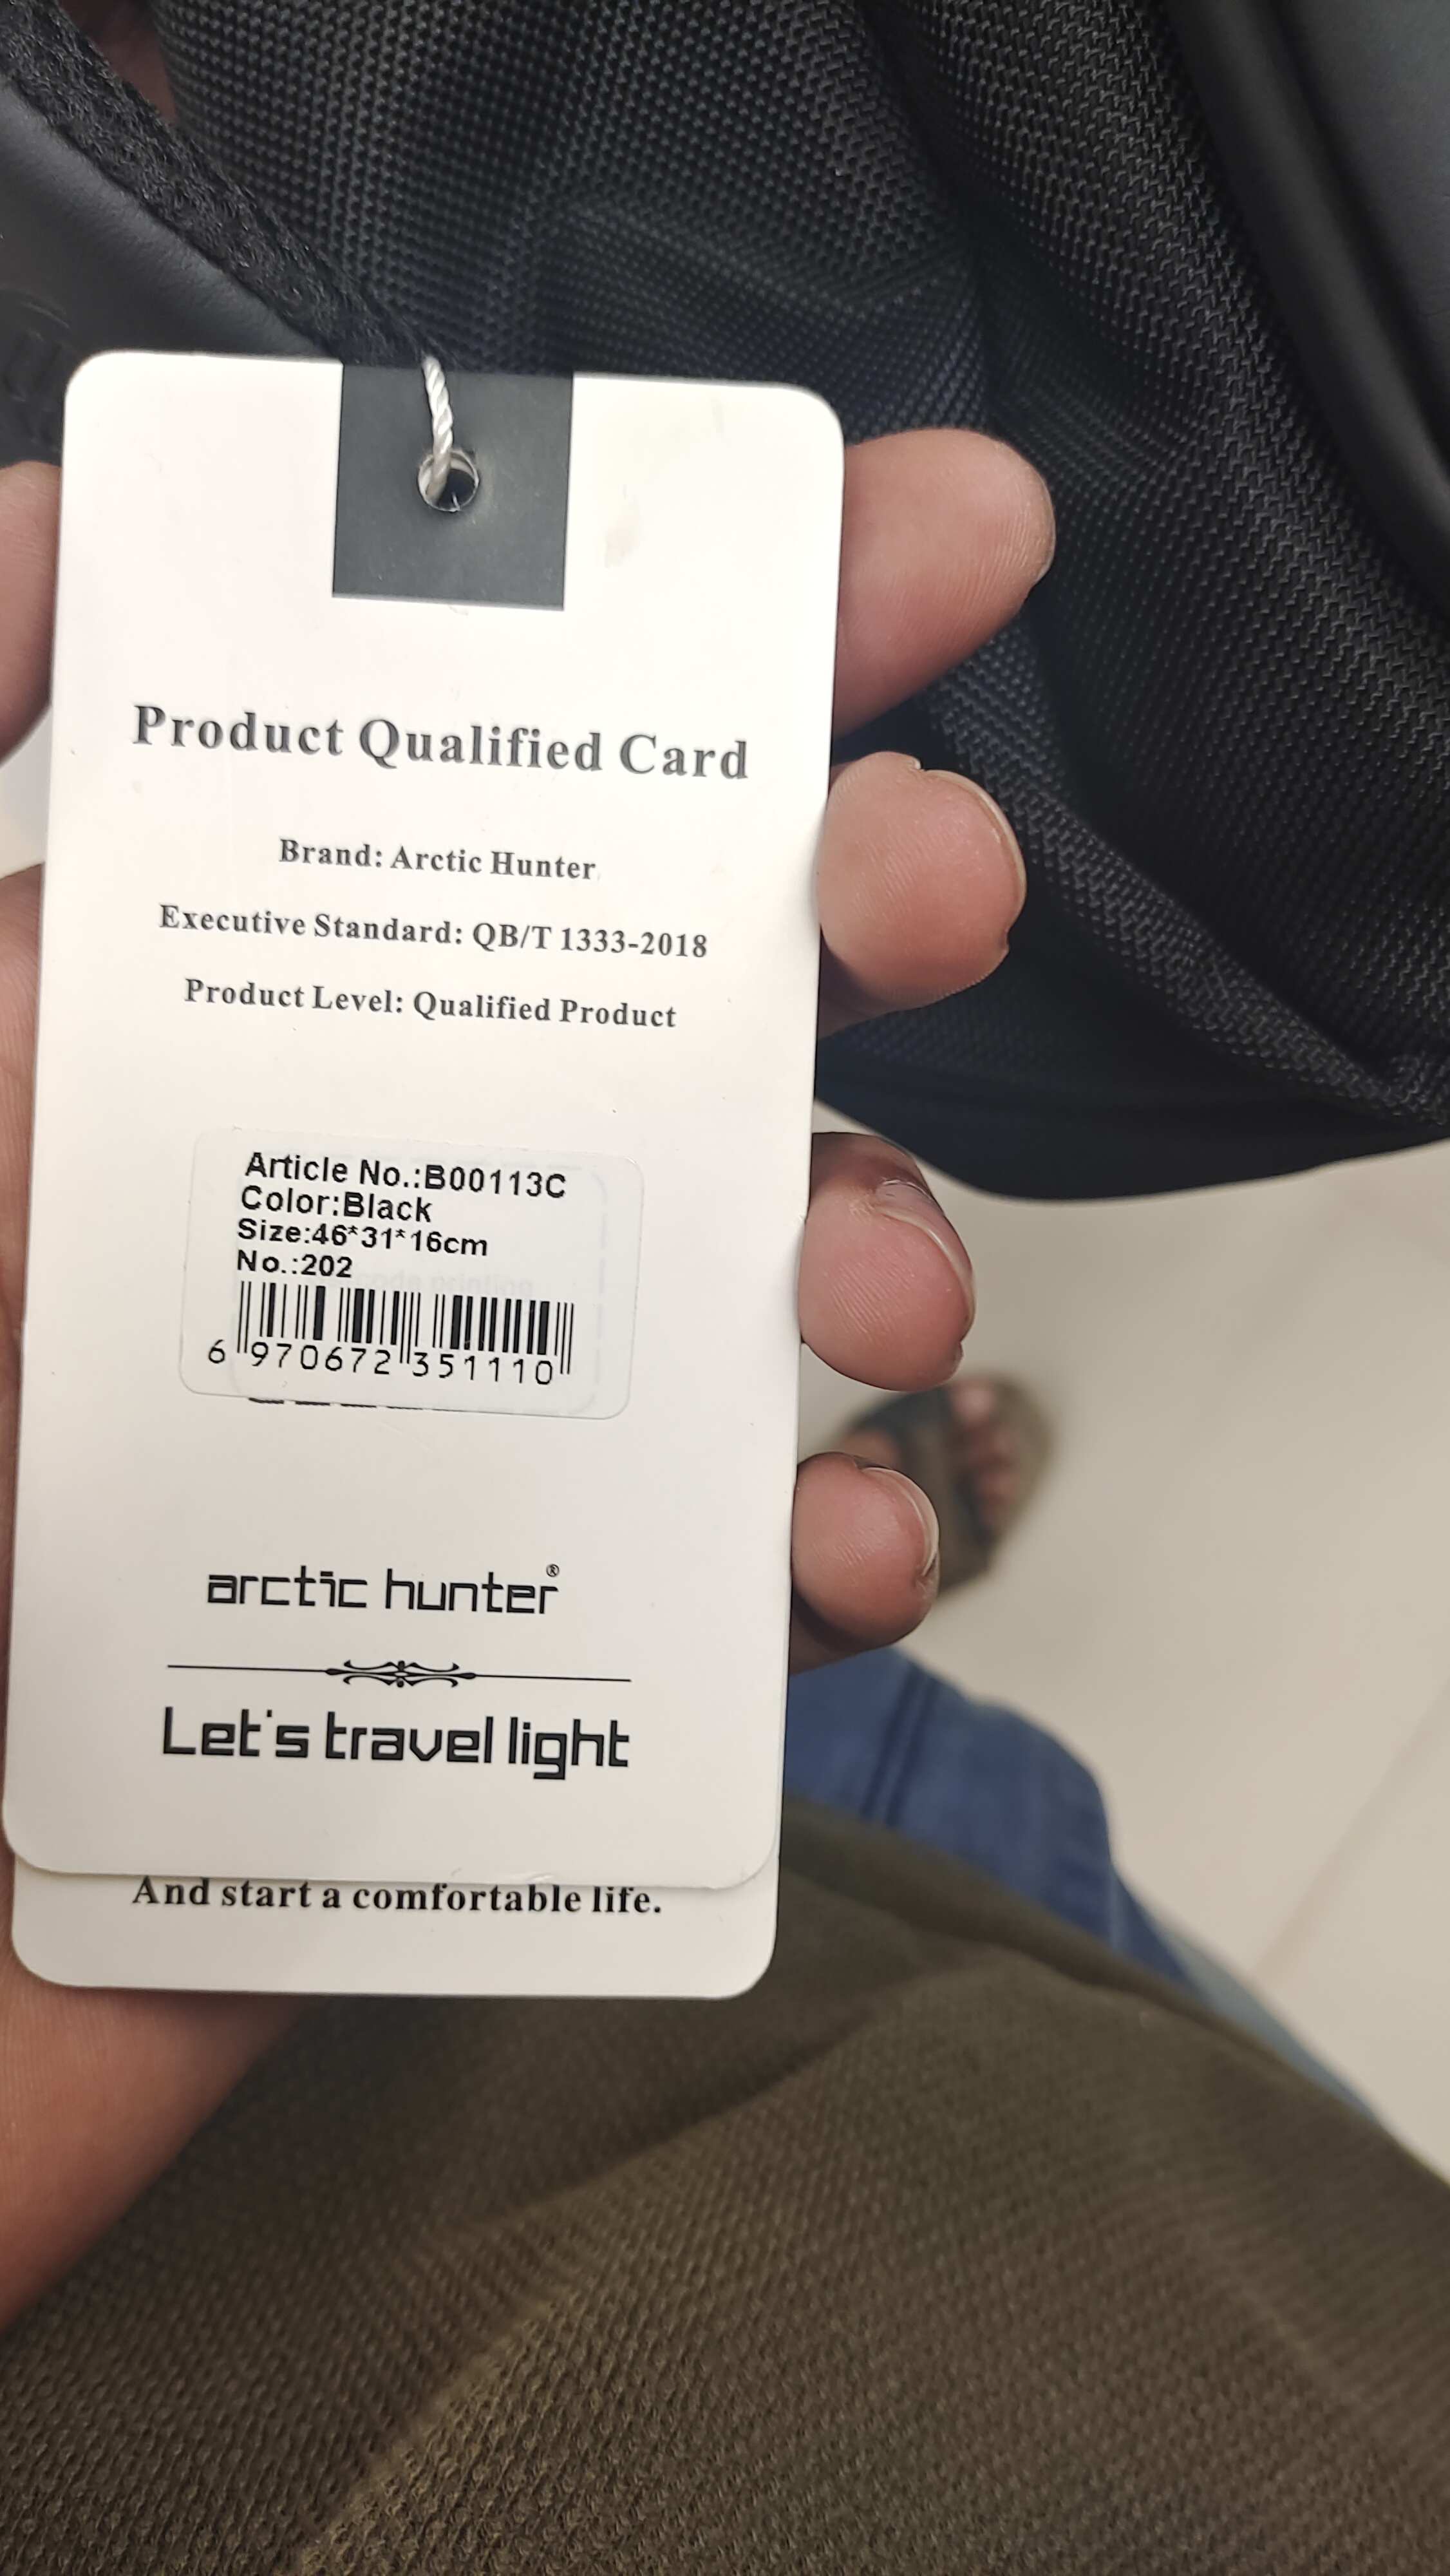 Product Qualified Card
Brand: Arctic Hunter
Executive Standard: QB/T 1333-2018
Product Level: Qualified Product
Article No.:B00113C
Color:Black
Size:46*31*16cm
No.:202
6 970672 351110
arctic hunter®
Let's travel light
And start a comfortable life.